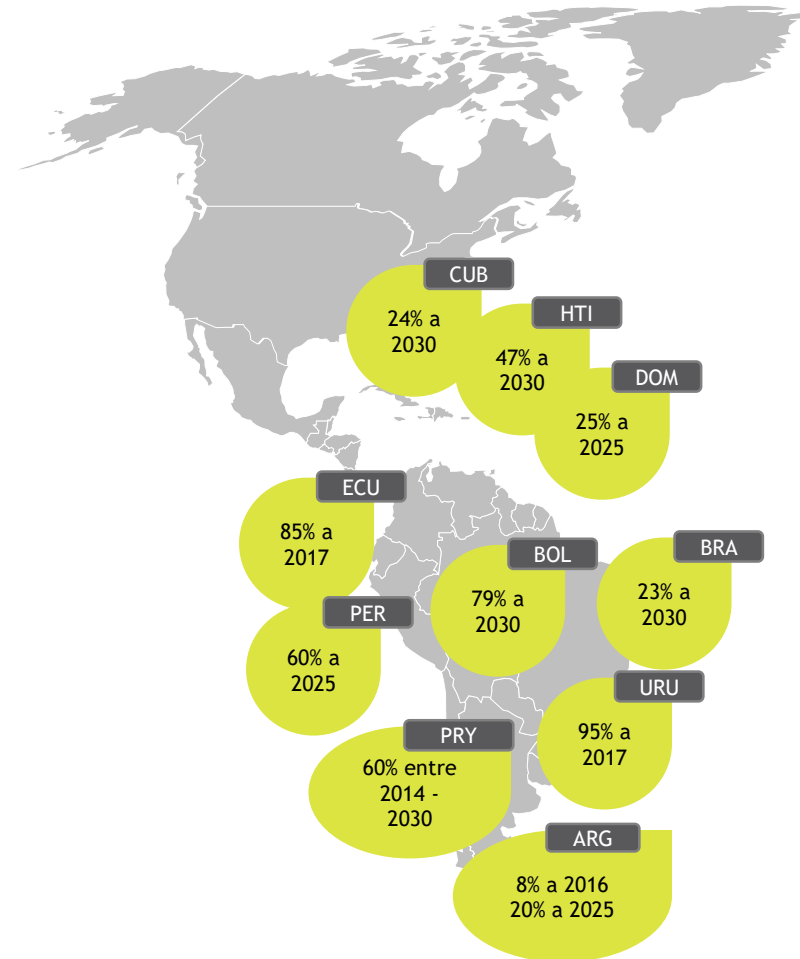 CUB
24% a
2030
HTI
47% a
2030
DOM
25% a
2025
ECU
85% a
2017
BOL
79% a
2030
BRA
23% a
2030
PER
60% a
2025
URU
95% a
2017
PRY
60% entre
2014 -
2030
ARG
8% a 2016
20% a 2025